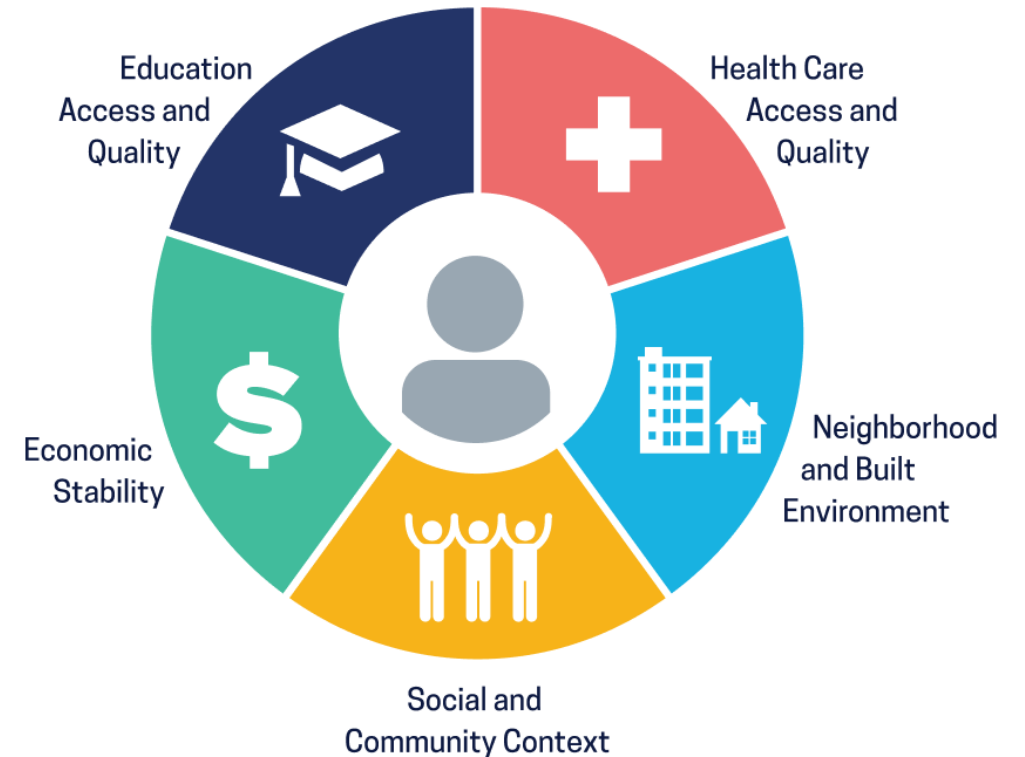 Education
Access and
Quality
Health Care
Access and
Quality
Economic
Stability
Neighborhood
and Built
Environment
Social and
Community Context